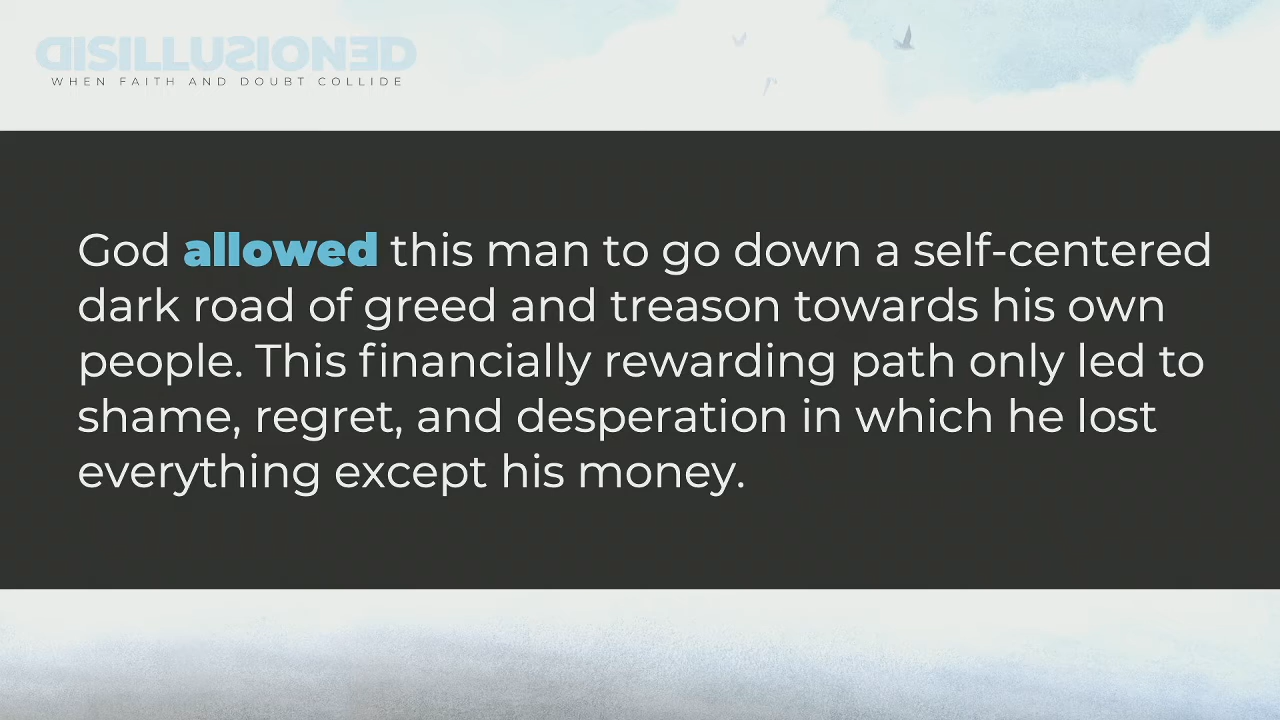 DISILLUSIONED
WHEN FAITH AND DOUBT COLLIDE
God allowed this man to go down a self-centered
dark road of greed and treason towards his own
people. This financially rewarding path only led to
shame, regret, and desperation in which he lost
everything except his money.